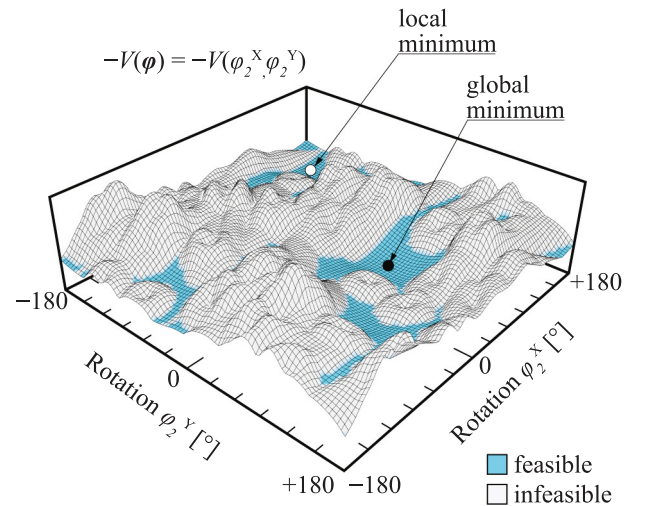 local
minimum
−V(φ) = −V(φ₂ˣ,φ₂ʸ)
global
minimum
−180
+180
0
0
Rotation φ₂ʸ [°]
Rotation φ₂ˣ [°]
+180
−180
feasible
infeasible